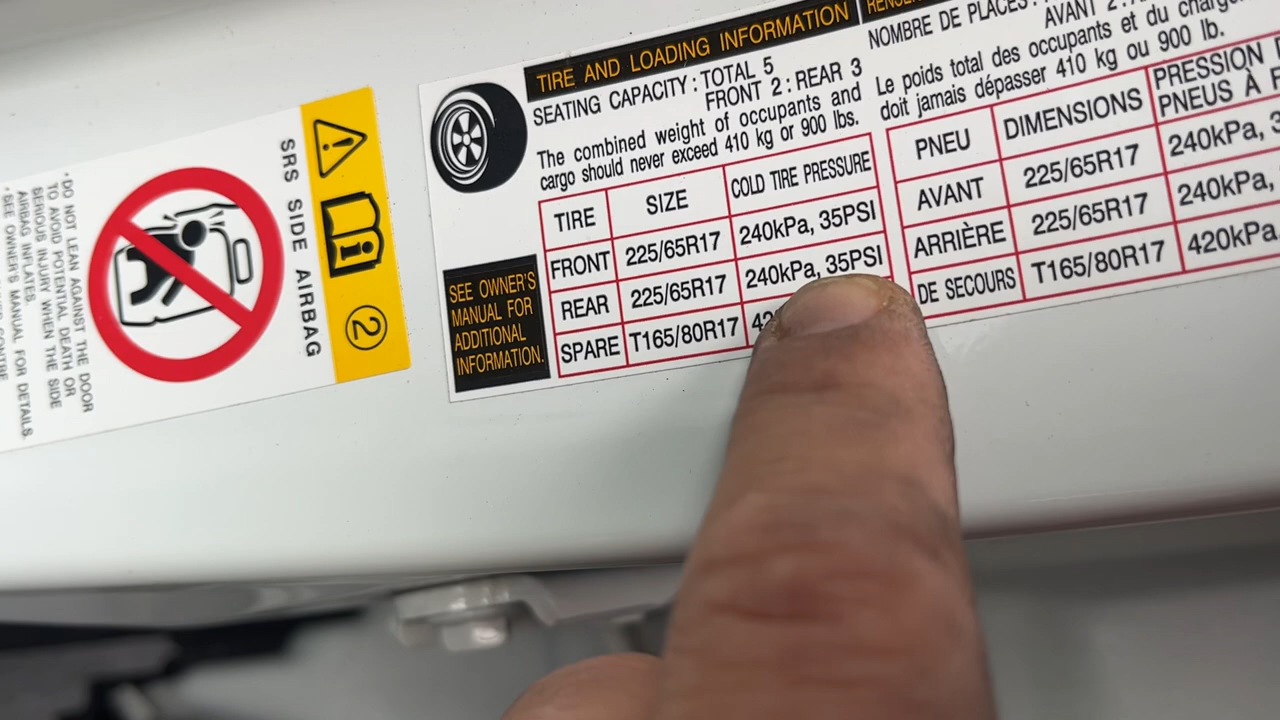 TIRE AND LOADING INFORMATION
SEATING CAPACITY : TOTAL 5
FRONT 2 : REAR 3
The combined weight of occupants and
cargo should never exceed 410 kg or 900 lbs.
TIRE SIZE COLD TIRE PRESSURE
FRONT 225/65R17 240kPa, 35PSI
REAR 225/65R17 240kPa, 35PSI
SPARE T165/80R17
SEE OWNER'S
MANUAL FOR
ADDITIONAL
INFORMATION.
NOMBRE DE PLACES :
AVANT 2 :
Le poids total des occupants et du
doit jamais dépasser 410 kg ou 900 lb.
PNEU DIMENSIONS PRESSION
PNEUS À
AVANT 225/65R17 240kPa,
ARRIÈRE 225/65R17 240kPa,
DE SECOURS T165/80R17 420kPa
2
SRS SIDE AIRBAG
•DO NOT LEAN AGAINST THE DOOR
TO AVOID POTENTIAL DEATH OR
SERIOUS INJURY WHEN THE SIDE
AIRBAG INFLATES.
•SEE OWNER'S MANUAL FOR DETAILS.